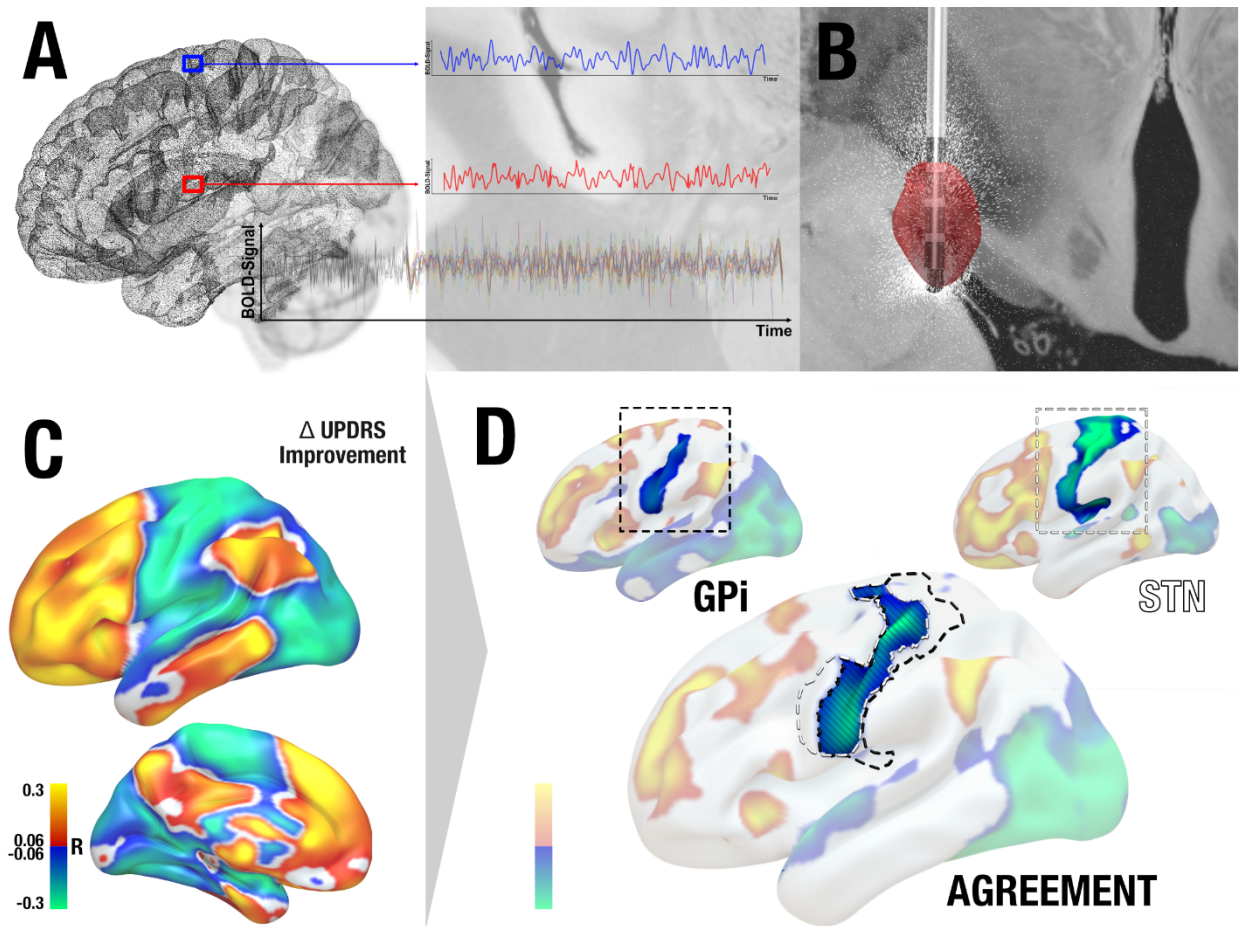 A
BOLD-Signal
Time
BOLD-Signal
Time
BOLD-Signal
Time
B
C
Δ UPDRS
Improvement
0.3
0.06
-0.06
R
-0.3
D
GPi
STN
AGREEMENT